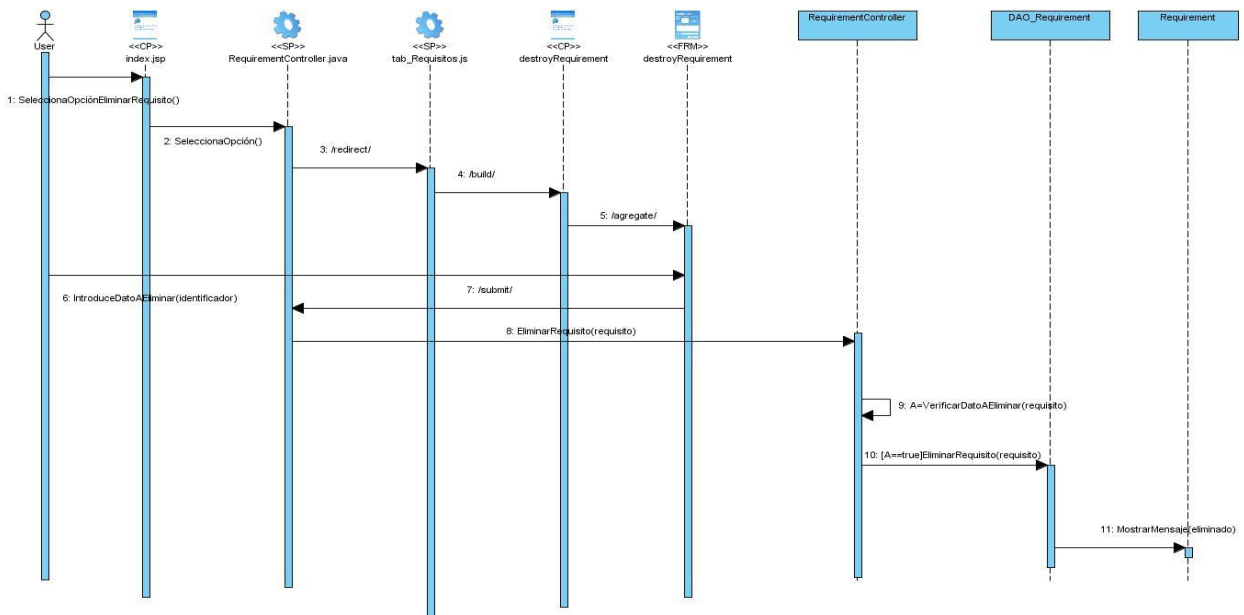 User
<<CP>>
index.jsp
<<SP>>
RequirementController.java
<<SP>>
tab_Requisitos.js
<<CP>>
destroyRequirement
<<FRM>>
destroyRequirement
RequirementController
DAO_Requirement
Requirement
1: SeleccionaOpciónEliminarRequisito()
2: SeleccionaOpción()
3: /redirect/
4: /build/
5: /agregate/
6: IntroduceDatoAEliminar(identificador)
7: /submit/
8: EliminarRequisito(requisito)
9: A=VerificarDatoAEliminar(requisito)
10: [A==true]EliminarRequisito(requisito)
11: MostrarMensaje(eliminado)